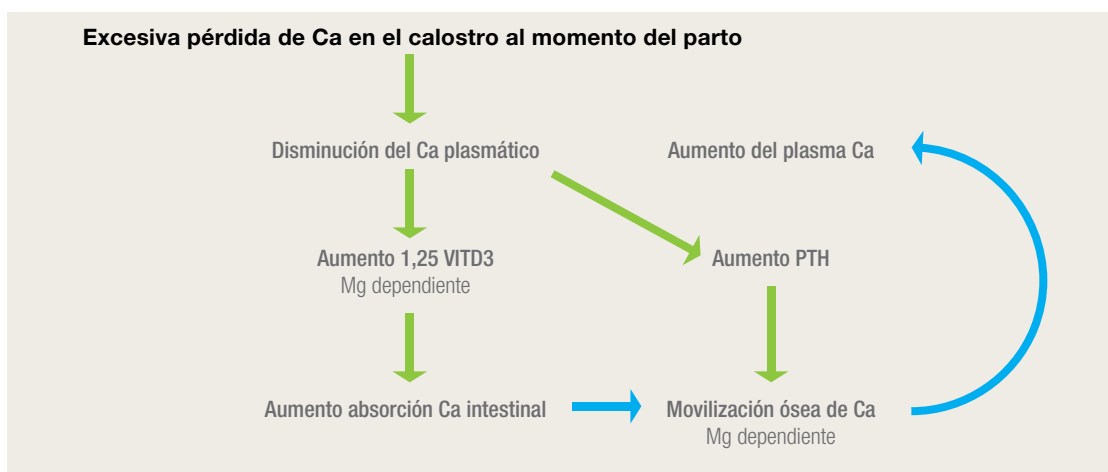 Excesiva pérdida de Ca en el calostro al momento del parto
Disminución del Ca plasmático
Aumento del plasma Ca
Aumento 1,25 VITD3
Mg dependiente
Aumento PTH
Aumento absorción Ca intestinal
Movilización ósea de Ca
Mg dependiente